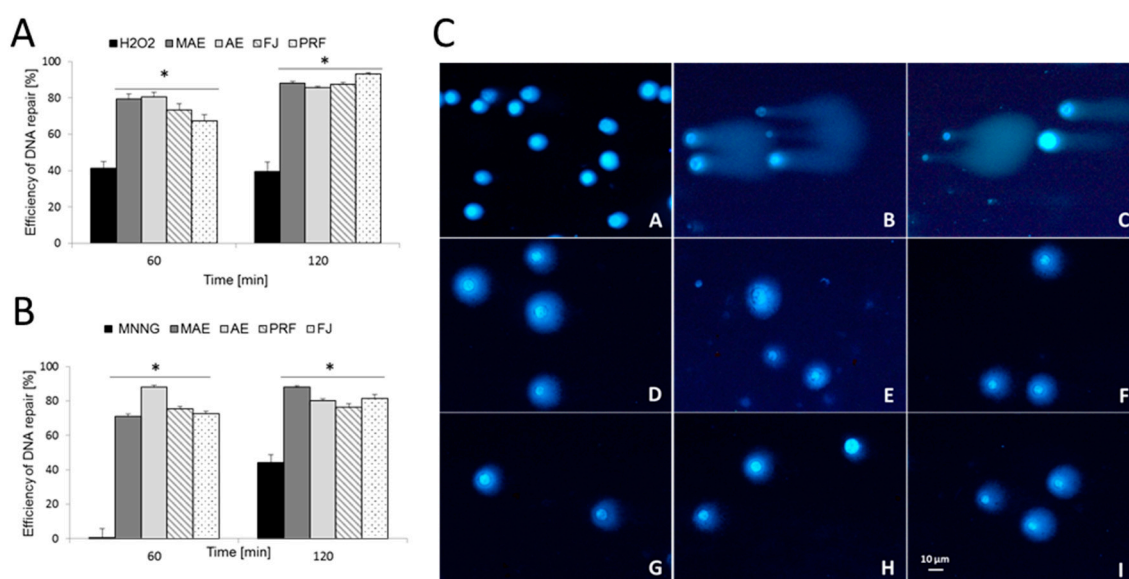 A
H2O2 MAE AE FJ PRF
Efficiency of DNA repair [%]
100
80
60
40
20
0
*
*
60
120
Time [min]
B
MNNG MAE AE PRF FJ
Efficiency of DNA repair [%]
100
80
60
40
20
0
*
*
60
Time [min]
120
C
A
B
C
D
E
F
G
H
10 µm
I